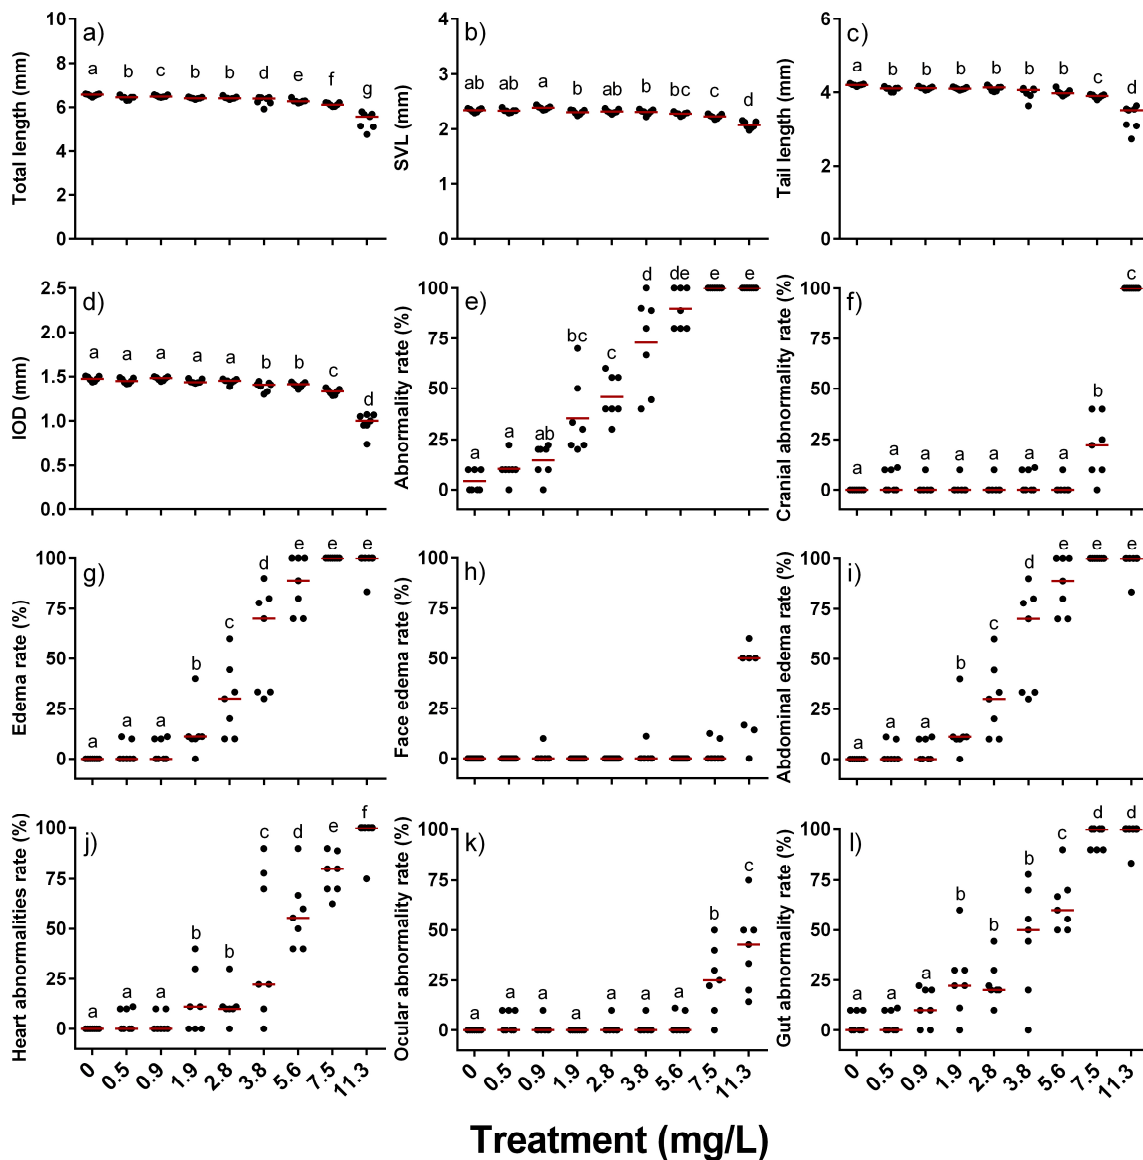 a)
Total length (mm)
10
8
6
4
2
0
a b c b b d e f g
b)
SVL (mm)
4
3
2
1
0
ab ab a b ab b bc c d
c)
Tail length (mm)
6
4
2
0
a b b b b b b c d
d)
IOD (mm)
2.5
2.0
1.5
1.0
0.5
0.0
a a a a a b b c d
e)
Abnormality rate (%)
100
75
50
25
0
a a ab bc c d de e e
f)
Cranial abnormality rate (%)
100
75
50
25
0
a a a a a a a b c
g)
Edema rate (%)
100
75
50
25
0
a a a b c d e e e
h)
Face edema rate (%)
100
75
50
25
0
i)
Abdominal edema rate (%)
100
75
50
25
0
a a a b c d e e e
j)
Heart abnormalities rate (%)
100
75
50
25
0
a a a b b c d e f
0 0.5 0.9 1.9 2.8 3.8 5.6 7.5 11.3
k)
Ocular abnormality rate (%)
100
75
50
25
0
a a a a a a a b c
0 0.5 0.9 1.9 2.8 3.8 5.6 7.5 11.3
l)
Gut abnormality rate (%)
100
75
50
25
0
a a a b b b c d d
0 0.5 0.9 1.9 2.8 3.8 5.6 7.5 11.3
Treatment (mg/L)